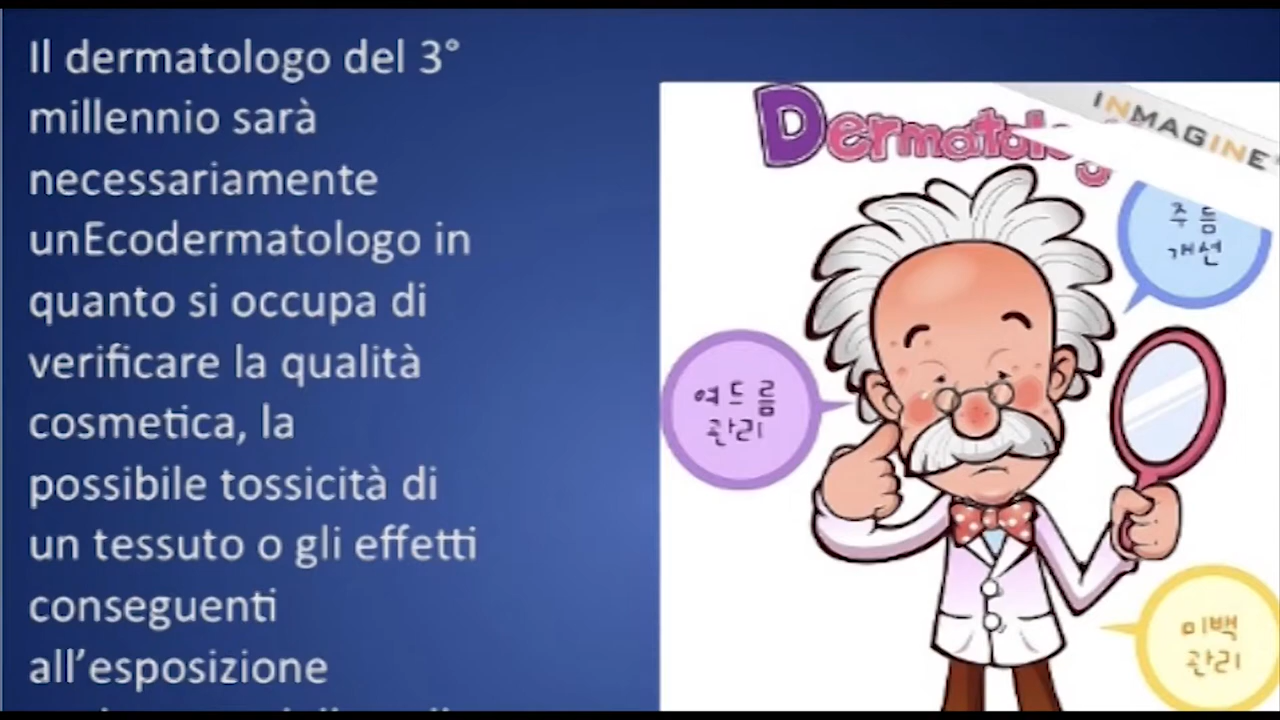 Il dermatologo del 3°
millennio sarà
necessariamente
unEcodermatologo in
quanto si occupa di
verificare la qualità
cosmetica, la
possibile tossicità di
un tessuto o gli effetti
conseguenti
all’esposizione
INMAGINE
주름
개선
여드름
관리
미백
관리